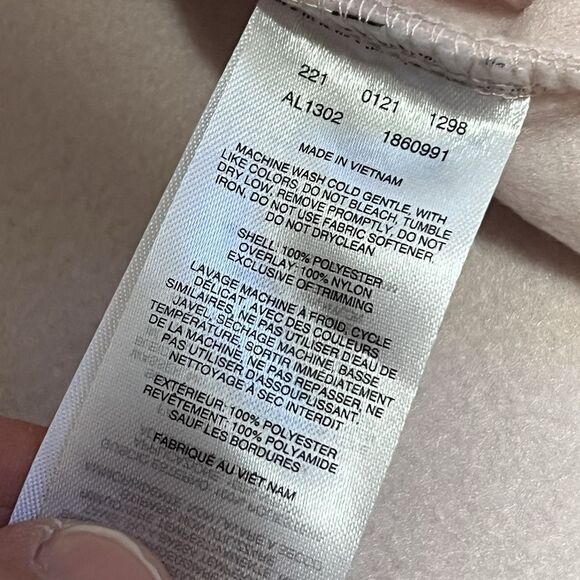 221 0121 1298
AL1302 1860991
MADE IN VIETNAM
MACHINE WASH COLD GENTLE, WITH
LIKE COLORS, DO NOT BLEACH, TUMBLE
DRY LOW, REMOVE PROMPTLY. DO NOT
IRON, DO NOT USE FABRIC SOFTENER,
DO NOT DRYCLEAN
SHELL: 100% POLYESTER
OVERLAY: 100% NYLON
EXCLUSIVE OF TRIMMING
LAVAGE MACHINE À FROID, CYCLE
DÉLICAT, AVEC DES COULEURS
SIMILAIRES, NE PAS UTILISER D'EAU DE
JAVEL, SECHAGE MACHINE, BASSE
TEMPÉRATURE, SORTIR IMMÉDIATEMENT
DE LA MACHINE, NE PAS REPASSER, NE
PAS UTILISER D'ASSOUPLISSANT,
NETTOYAGE À SEC INTERDIT
EXTÉRIEUR: 100% POLYESTER
REVÊTEMENT: 100% POLYAMIDE
SAUF LES BORDURES
FABRIQUÉ AU VIÊT NAM